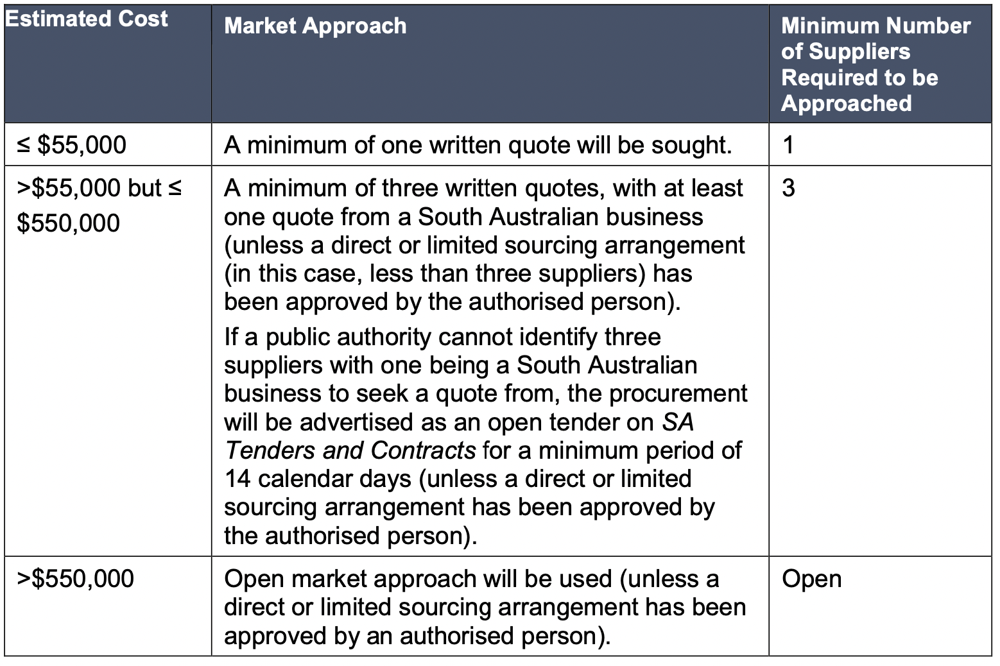 Estimated Cost
Market Approach
Minimum Number
of Suppliers
Required to be
Approached
≤ $55,000
A minimum of one written quote will be sought.
1
>$55,000 but ≤
$550,000
A minimum of three written quotes, with at least
one quote from a South Australian business
(unless a direct or limited sourcing arrangement
(in this case, less than three suppliers) has
been approved by the authorised person).
If a public authority cannot identify three
suppliers with one being a South Australian
business to seek a quote from, the procurement
will be advertised as an open tender on SA
Tenders and Contracts for a minimum period of
14 calendar days (unless a direct or limited
sourcing arrangement has been approved by
the authorised person).
3
>$550,000
Open market approach will be used (unless a
direct or limited sourcing arrangement has been
approved by an authorised person).
Open